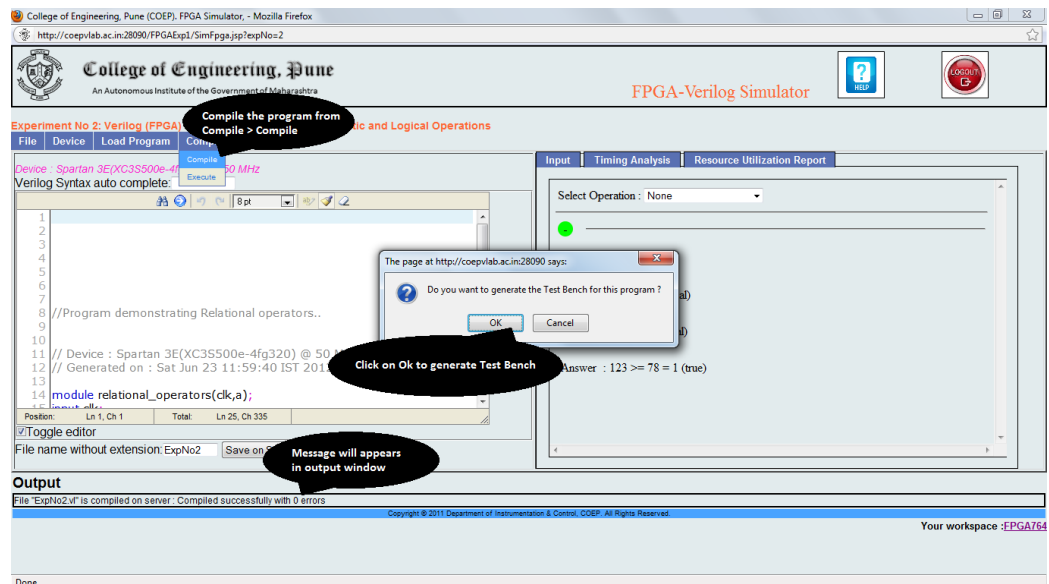 College of Engineering, Pune (COEP). FPGA Simulator, - Mozilla Firefox
http://coepvlab.ac.in:28090/FPGAExp1/SimFpga.jsp?expNo=2
College of Engineering, Pune
An Autonomous Institute of the Government of Maharashtra
FPGA-Verilog Simulator
HELP
LOGOUT
Experiment No 2: Verilog (FPGA)
tic and Logical Operations
Compile the program from
Compile > Compile
File Device Load Program
Compile
Execute
Device : Spartan 3E(XC3S500e-4f
50 MHz
Verilog Syntax auto complete:
8 pt
1
2
3
4
5
6
7
8 //Program demonstrating Relational operators..
9
10
11 // Device : Spartan 3E(XC3S500e-4fg320) @ 50
12 // Generated on : Sat Jun 23 11:59:40 IST 201
13
14 module relational_operators(clk,a);
15 input clk;
Position: Ln 1, Ch 1 Total: Ln 25, Ch 335
Toggle editor
File name without extension: ExpNo2 Save on S
Message will appears
in output window
Input Timing Analysis Resource Utilization Report
Select Operation : None
-
al)
al)
Answer : 123 >= 78 = 1 (true)
The page at http://coepvlab.ac.in:28090 says:
Do you want to generate the Test Bench for this program ?
OK Cancel
Click on Ok to generate Test Bench
Output
File "ExpNo2.vl" is compiled on server : Compiled successfully with 0 errors
Copyright © 2011 Department of Instrumentation & Control, COEP. All Rights Reserved.
Your workspace :FPGA764
Done